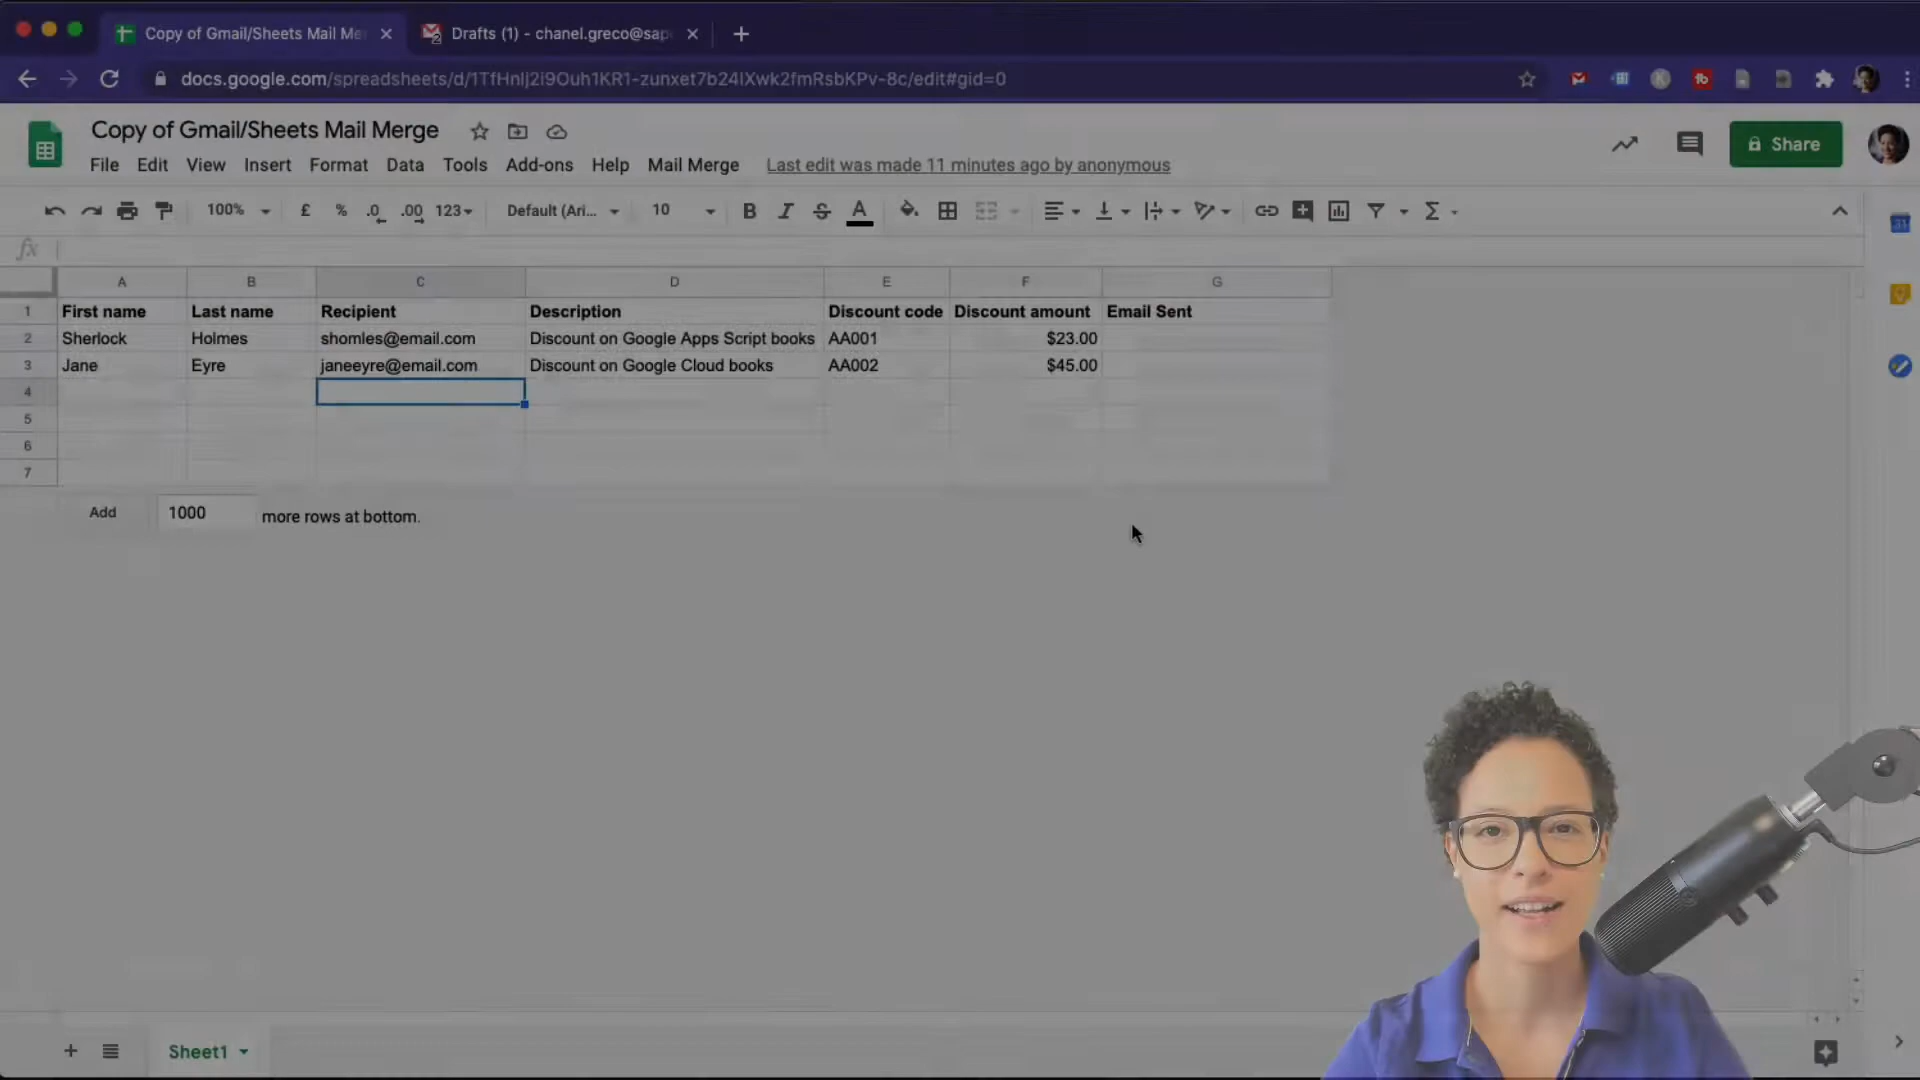 Copy of Gmail/Sheets Mail Me
Drafts (1) - chanel.greco@sap
docs.google.com/spreadsheets/d/1TfHnlj2i9Ouh1KR1-zunxet7b24lXwk2fmRsbKPv-8c/edit#gid=0
Copy of Gmail/Sheets Mail Merge
Share
File Edit View Insert Format Data Tools Add-ons Help Mail Merge Last edit was made 11 minutes ago by anonymous
100% £ % .0 .00 123 Default (Ari... 10 B I S A Σ
fx
A B C D E F G
1 First name Last name Recipient Description Discount code Discount amount Email Sent
2 Sherlock Holmes shomles@email.com Discount on Google Apps Script books AA001 $23.00
3 Jane Eyre janeeyre@email.com Discount on Google Cloud books AA002 $45.00
4
5
6
7
Add 1000 more rows at bottom.
Sheet1